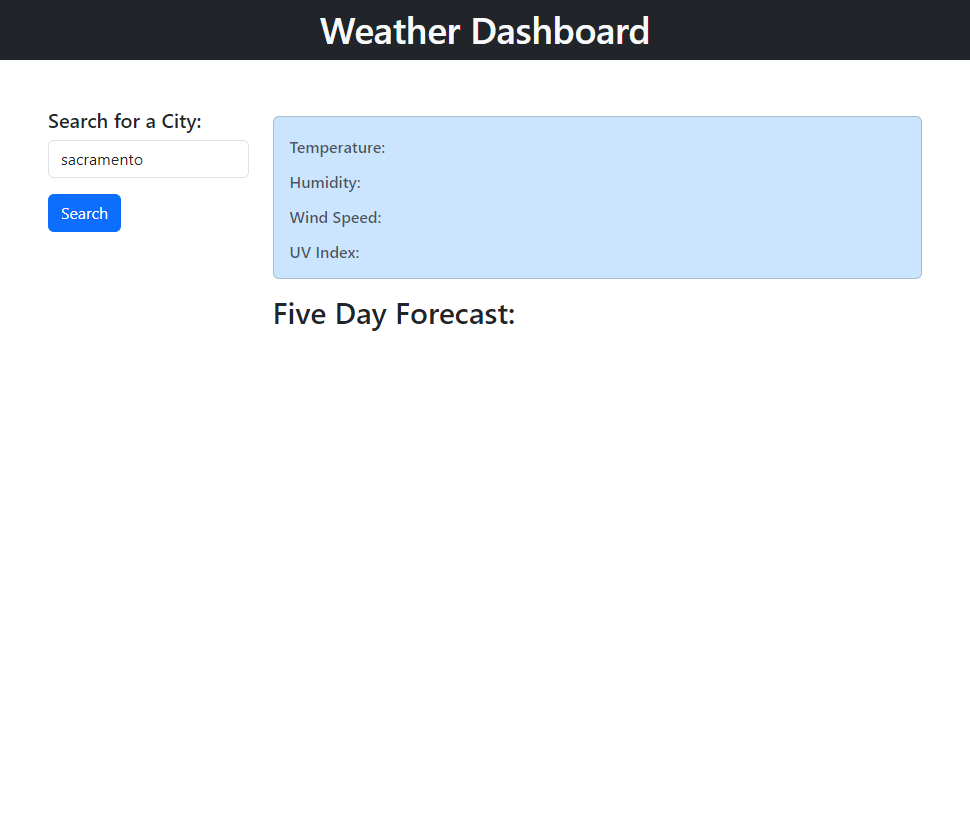 Weather Dashboard
Search for a City:
sacramento
Search
Temperature:
Humidity:
Wind Speed:
UV Index:
Five Day Forecast: